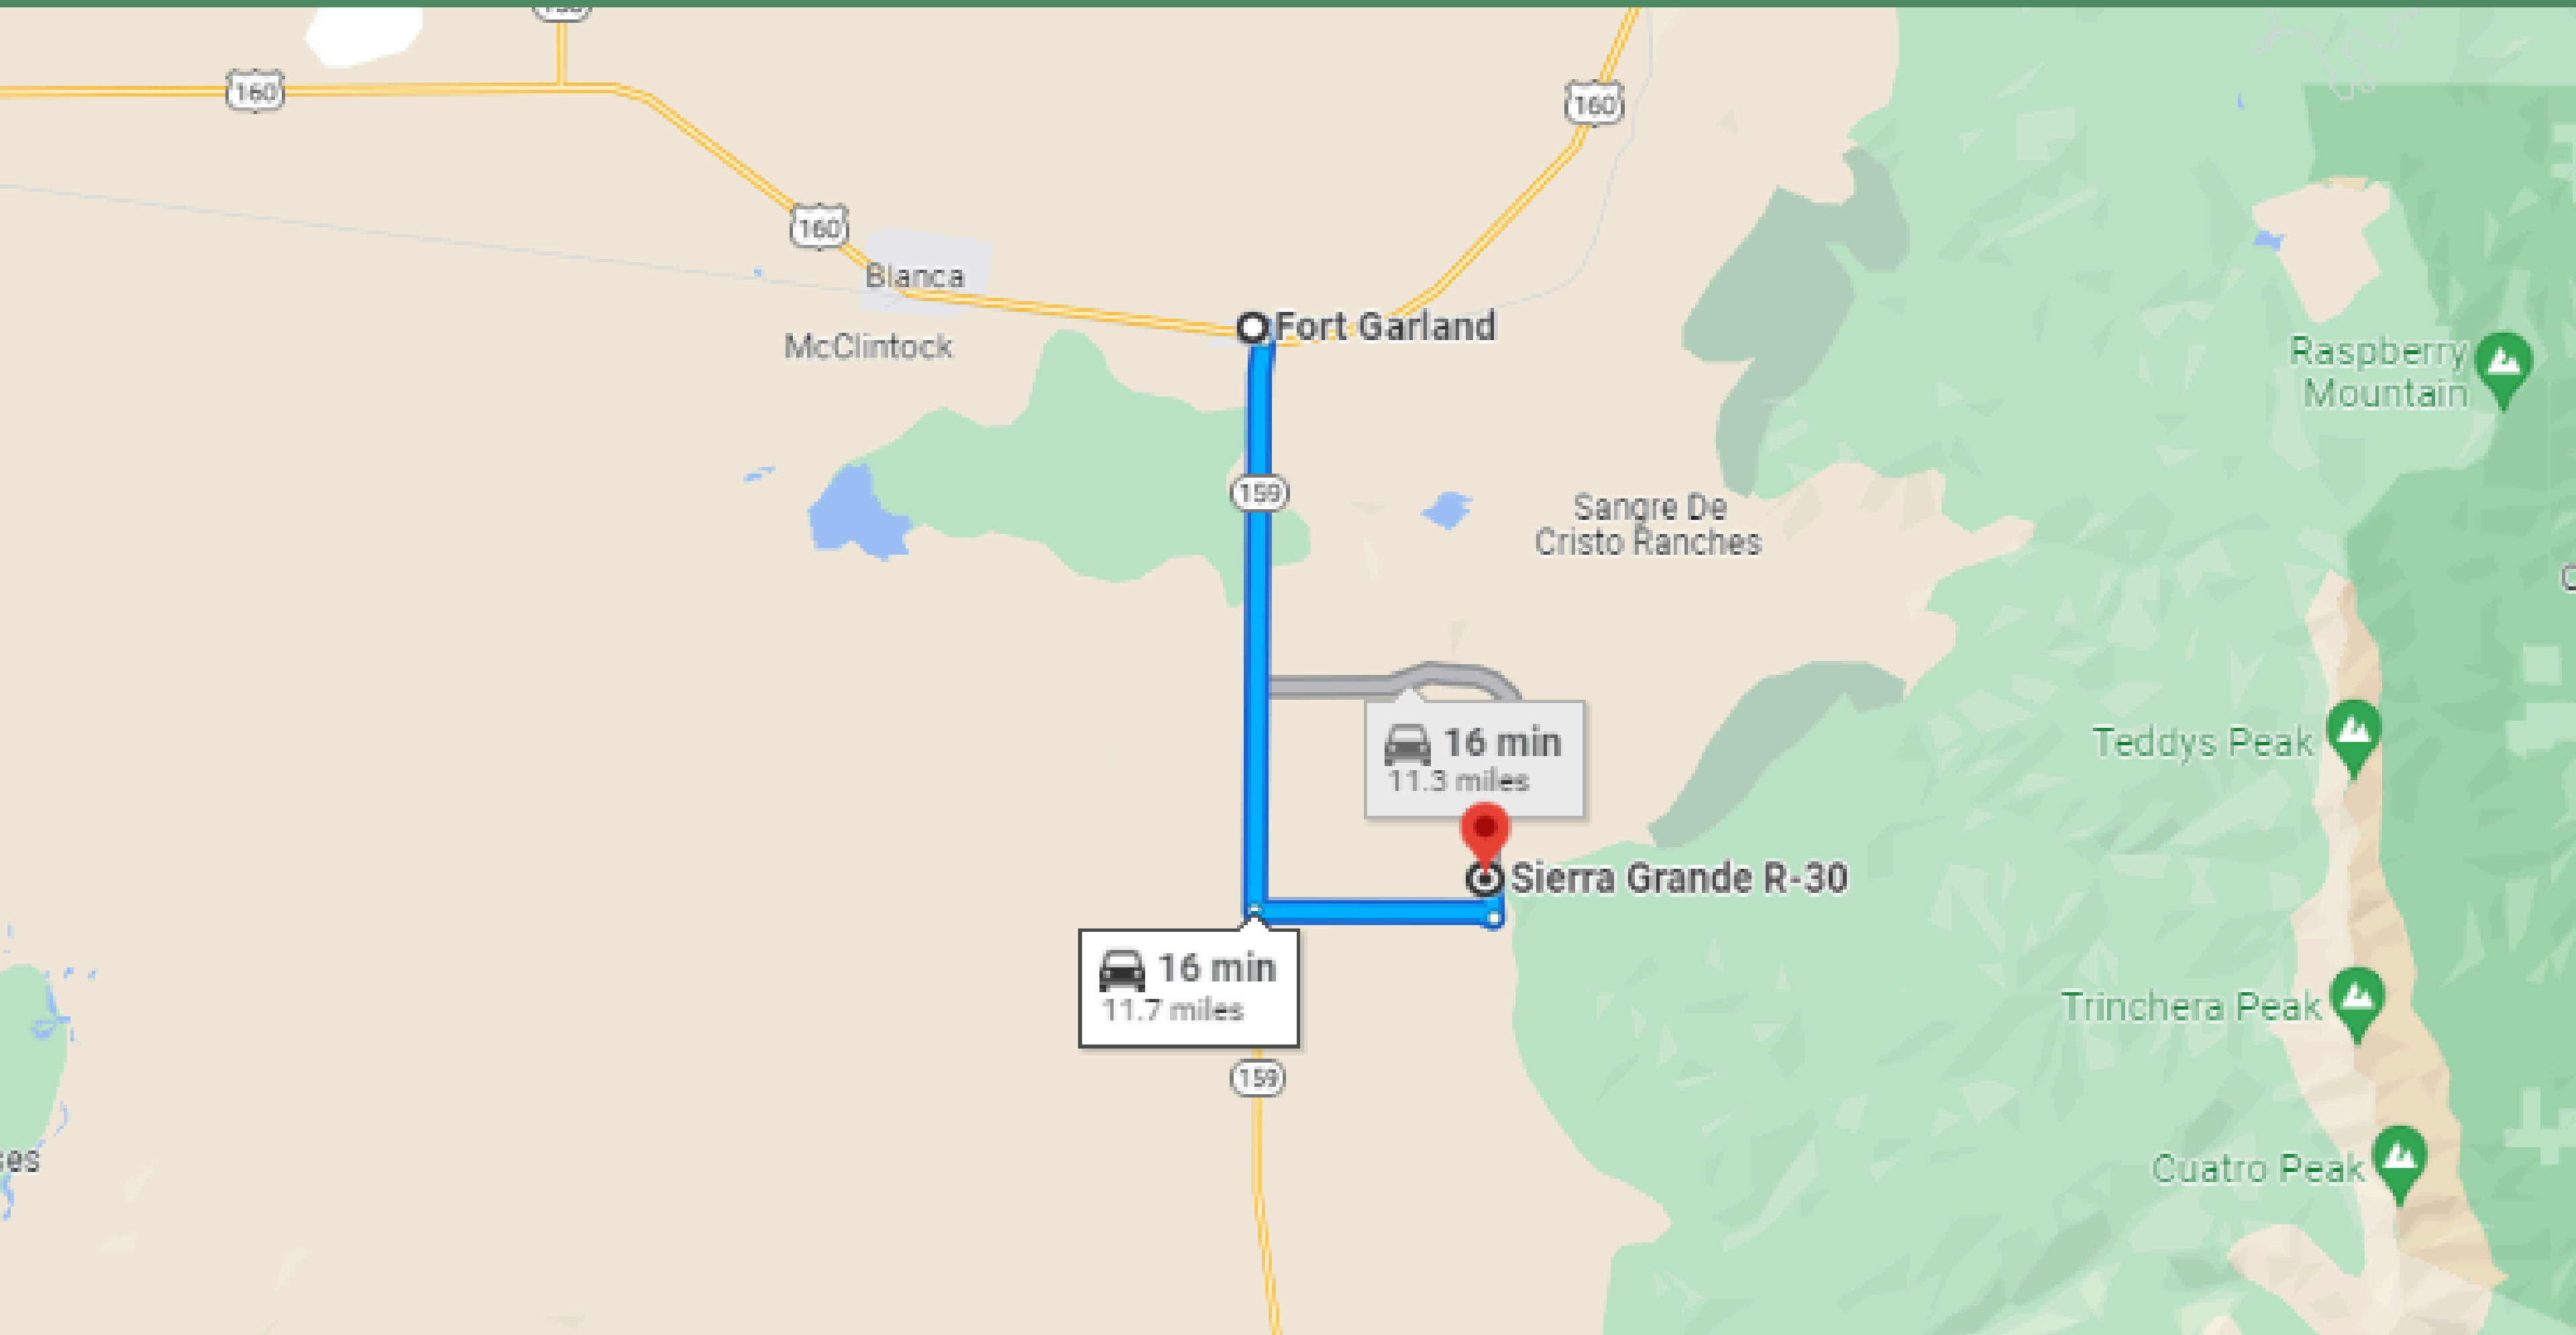 160
160
160
Blanca
McClintock
Fort Garland
Raspberry
Mountain
159
Sangre De
Cristo Ranches
16 min
11.3 miles
Teddys Peak
Sierra Grande R-30
16 min
11.7 miles
Trinchera Peak
159
Cuatro Peak